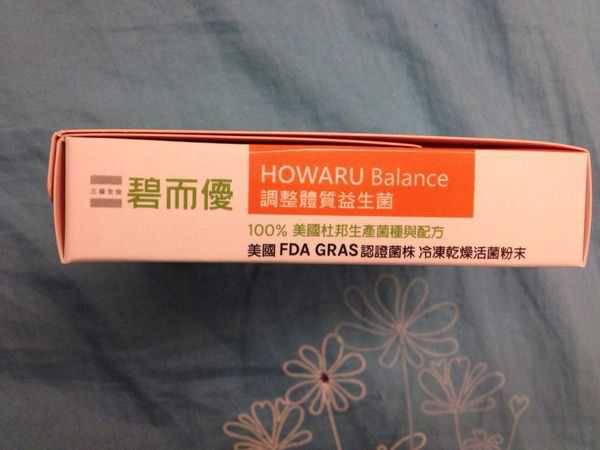 碧而優
HOWARU Balance
調整體質益生菌
100% 美國杜邦生產菌種與配方
美國 FDA GRAS 認證菌株 冷凍乾燥活菌粉末